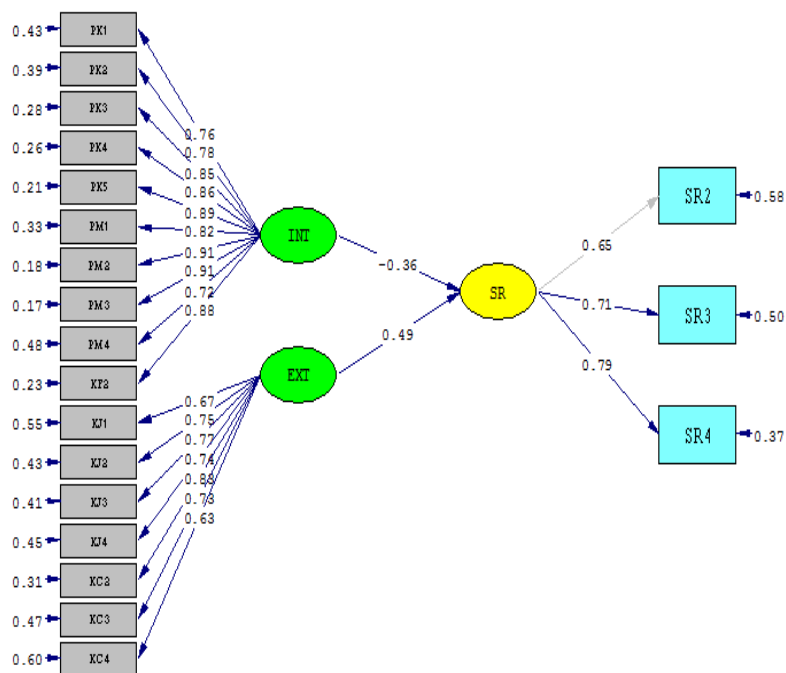 0.43 PK1
0.39 PK2
0.28 PK3
0.26 PK4
0.21 PK5
0.33 PM1
0.18 PM2
0.17 PM3
0.48 PM4
0.23 KP2
0.55 KJ1
0.43 KJ2
0.41 KJ3
0.45 KJ4
0.31 KC2
0.47 KC3
0.60 KC4
0.76
0.78
0.85
0.86
0.89
0.82
0.91
0.91
0.72
0.88
0.67
0.75
0.77
0.74
0.83
0.73
0.63
INT
EXT
-0.36
0.49
SR
0.65
0.71
0.79
SR2 0.58
SR3 0.50
SR4 0.37